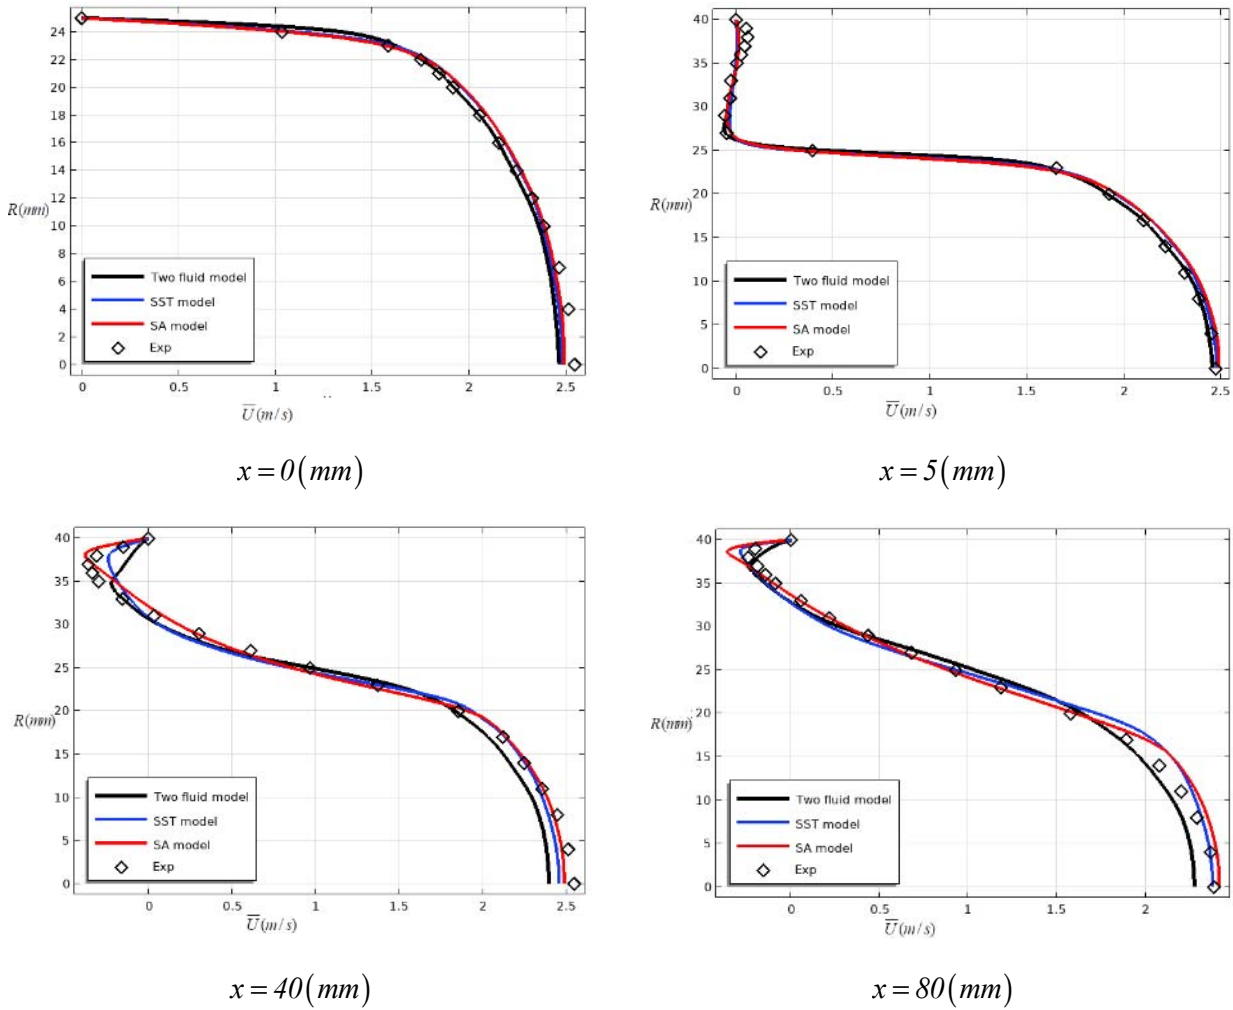 24
22
20
18
16
14
12
R(mm)
10
8
6
4
2
0
Two fluid model
SST model
SA model
Exp
0 0.5 1 1.5 2 2.5
U̅(m/s)
x = 0(mm)
40
35
30
25
20
R(mm)
15
10
5
0
Two fluid model
SST model
SA model
Exp
0 0.5 1 1.5 2 2.5
U̅(m/s)
x = 5(mm)
40
35
30
25
R(mm)
20
15
10
5
0
Two fluid model
SST model
SA model
Exp
0 0.5 1 1.5 2 2.5
U̅(m/s)
x = 40(mm)
40
35
30
25
R(mm)
20
15
10
5
0
Two fluid model
SST model
SA model
Exp
0 0.5 1 1.5 2
U̅(m/s)
x = 80(mm)